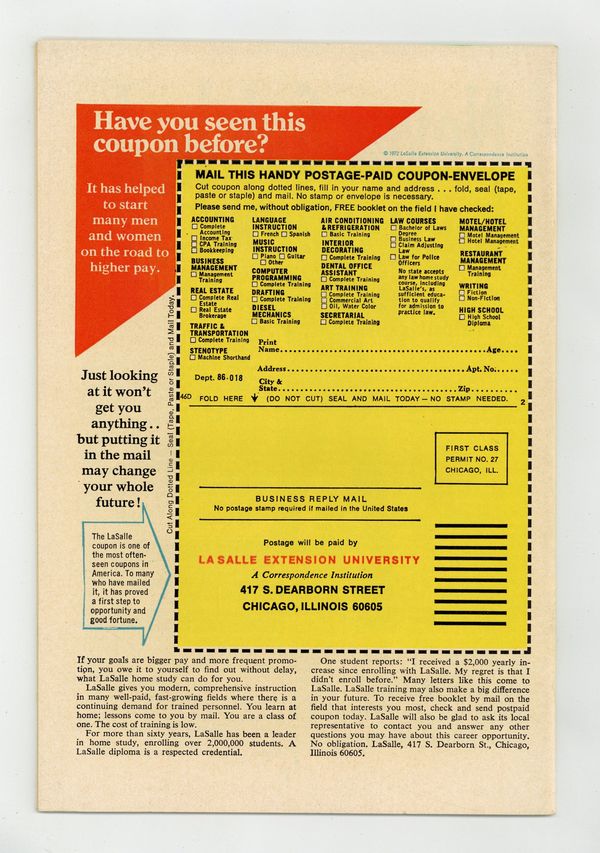 Have you seen this
coupon before?
© 1972 LaSalle Extension University. A Correspondence Institution
It has helped
to start
many men
and women
on the road to
higher pay.
Just looking
at it won't
get you
anything . .
but putting it
in the mail
may change
your whole
future!
The LaSalle
coupon is one of
the most often-
seen coupons in
America. To many
who have mailed
it, it has proved
a first step to
opportunity and
good fortune.
Cut Along Dotted Line — Seal (Tape, Paste or Staple) and Mail Today.
MAIL THIS HANDY POSTAGE-PAID COUPON-ENVELOPE
Cut coupon along dotted lines, fill in your name and address . . . fold, seal (tape,
paste or staple) and mail. No stamp or envelope is necessary.
Please send me, without obligation, FREE booklet on the field I have checked:
ACCOUNTING
☐ Complete
Accounting
☐ Income Tax
☐ CPA Training
☐ Bookkeeping
BUSINESS
MANAGEMENT
☐ Management
Training
REAL ESTATE
☐ Complete Real
Estate
☐ Real Estate
Brokerage
TRAFFIC &
TRANSPORTATION
☐ Complete Training
STENOTYPE
☐ Machine Shorthand
LANGUAGE
INSTRUCTION
☐ French ☐ Spanish
MUSIC
INSTRUCTION
☐ Piano ☐ Guitar
☐ Other
COMPUTER
PROGRAMMING
☐ Complete Training
DRAFTING
☐ Complete Training
DIESEL
MECHANICS
☐ Basic Training
AIR CONDITIONING
& REFRIGERATION
☐ Basic Training
INTERIOR
DECORATING
☐ Complete Training
DENTAL OFFICE
ASSISTANT
☐ Complete Training
ART TRAINING
☐ Complete Training
☐ Commercial Art
☐ Oil, Water Color
SECRETARIAL
☐ Complete Training
LAW COURSES
☐ Bachelor of Laws
Degree
☐ Business Law
☐ Claim Adjusting
Law
☐ Law for Police
Officers
No state accepts
any law home study
course, including
LaSalle's, as
sufficient educa-
tion to qualify
for admission to
practice law.
MOTEL/HOTEL
MANAGEMENT
☐ Motel Management
☐ Hotel Management
RESTAURANT
MANAGEMENT
☐ Management
Training
WRITING
☐ Fiction
☐ Non-Fiction
HIGH SCHOOL
☐ High School
Diploma
Print
Name Age
Address Apt. No.
Dept. 86-018
City &
State Zip
46D FOLD HERE (DO NOT CUT) SEAL AND MAIL TODAY — NO STAMP NEEDED. 2
FIRST CLASS
PERMIT NO. 27
CHICAGO, ILL.
BUSINESS REPLY MAIL
No postage stamp required if mailed in the United States
Postage will be paid by
LA SALLE EXTENSION UNIVERSITY
A Correspondence Institution
417 S. DEARBORN STREET
CHICAGO, ILLINOIS 60605
If your goals are bigger pay and more frequent promo-
tion, you owe it to yourself to find out without delay,
what LaSalle home study can do for you.
LaSalle gives you modern, comprehensive instruction
in many well-paid, fast-growing fields where there is a
continuing demand for trained personnel. You learn at
home; lessons come to you by mail. You are a class of
one. The cost of training is low.
For more than sixty years, LaSalle has been a leader
in home study, enrolling over 2,000,000 students. A
LaSalle diploma is a respected credential.
One student reports: "I received a $2,000 yearly in-
crease since enrolling with LaSalle. My regret is that I
didn't enroll before." Many letters like this come to
LaSalle. LaSalle training may also make a big difference
in your future. To receive free booklet by mail on the
field that interests you most, check and send postpaid
coupon today. LaSalle will also be glad to ask its local
representative to contact you and answer any other
questions you may have about this career opportunity.
No obligation. LaSalle, 417 S. Dearborn St., Chicago,
Illinois 60605.